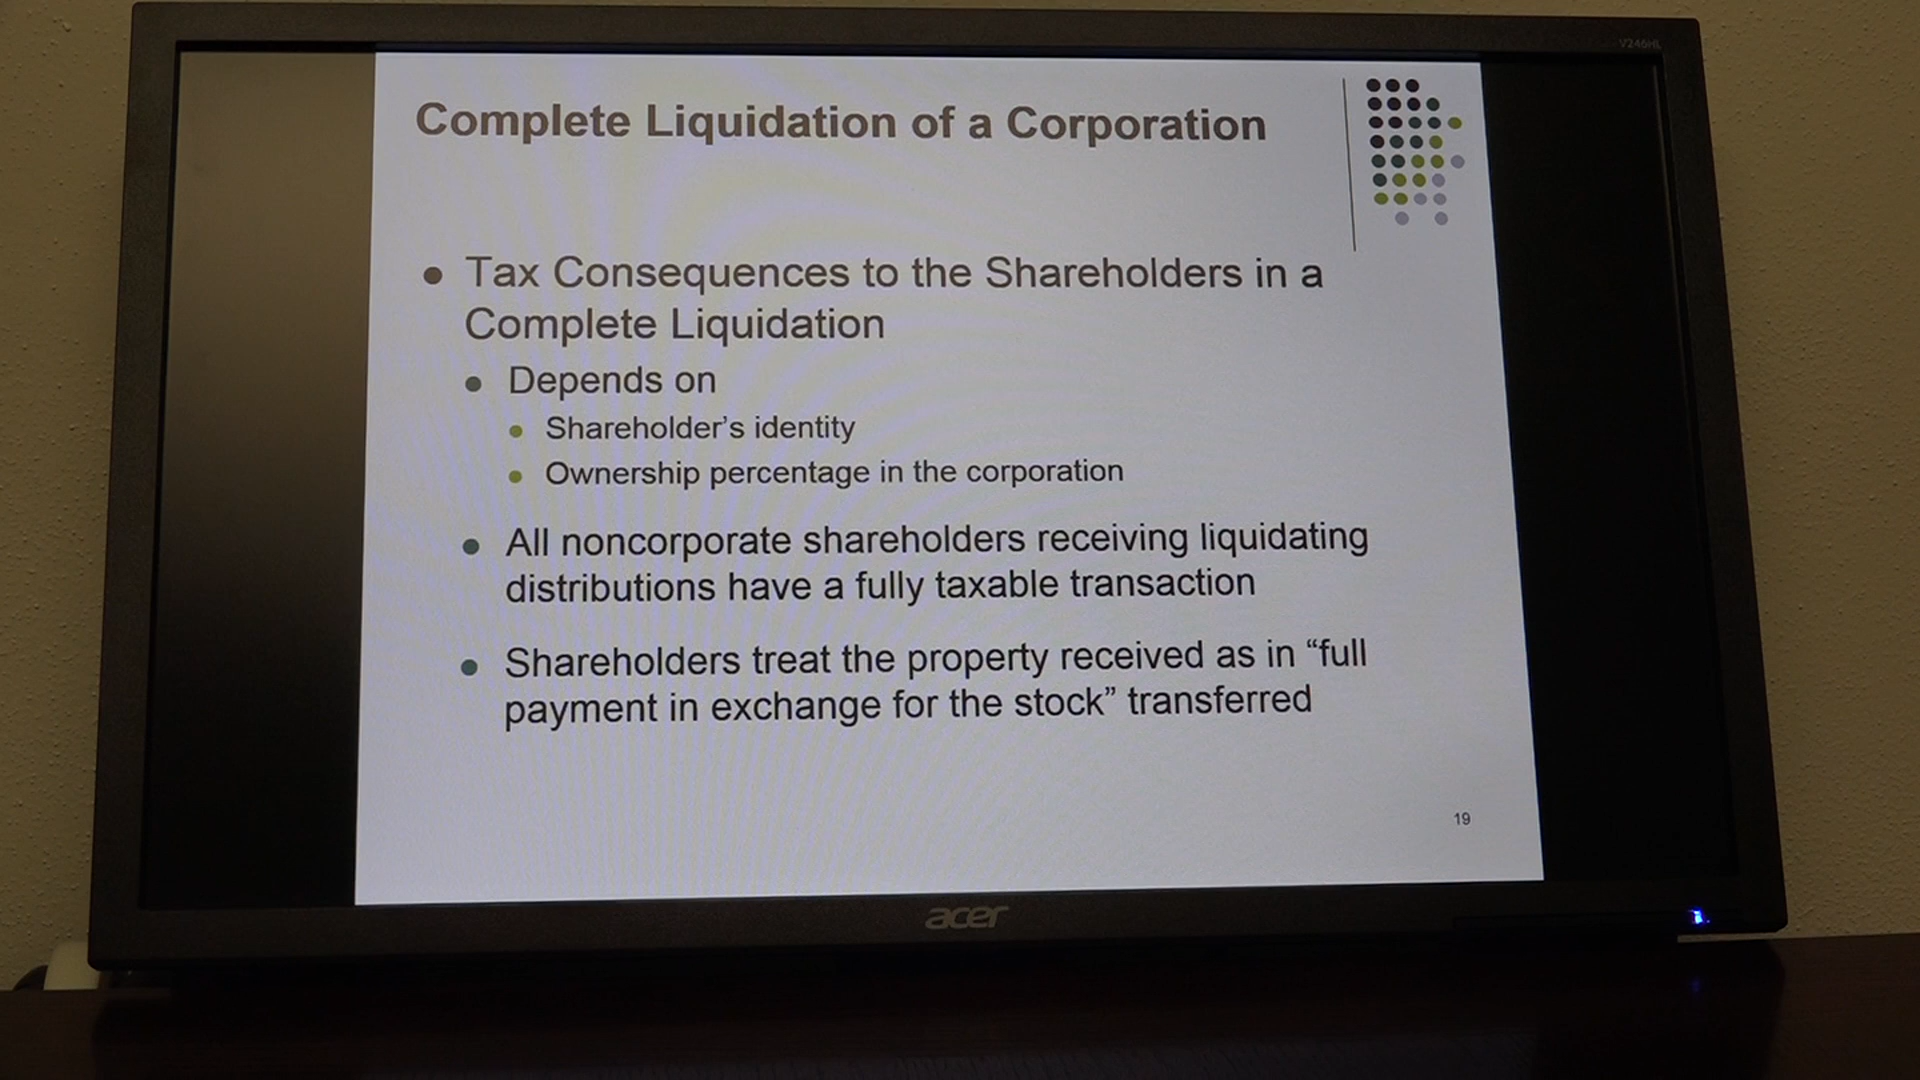 V246HL
Complete Liquidation of a Corporation
Tax Consequences to the Shareholders in a
Complete Liquidation
Depends on
Shareholder's identity
Ownership percentage in the corporation
All noncorporate shareholders receiving liquidating
distributions have a fully taxable transaction
Shareholders treat the property received as in “full
payment in exchange for the stock” transferred
19
acer